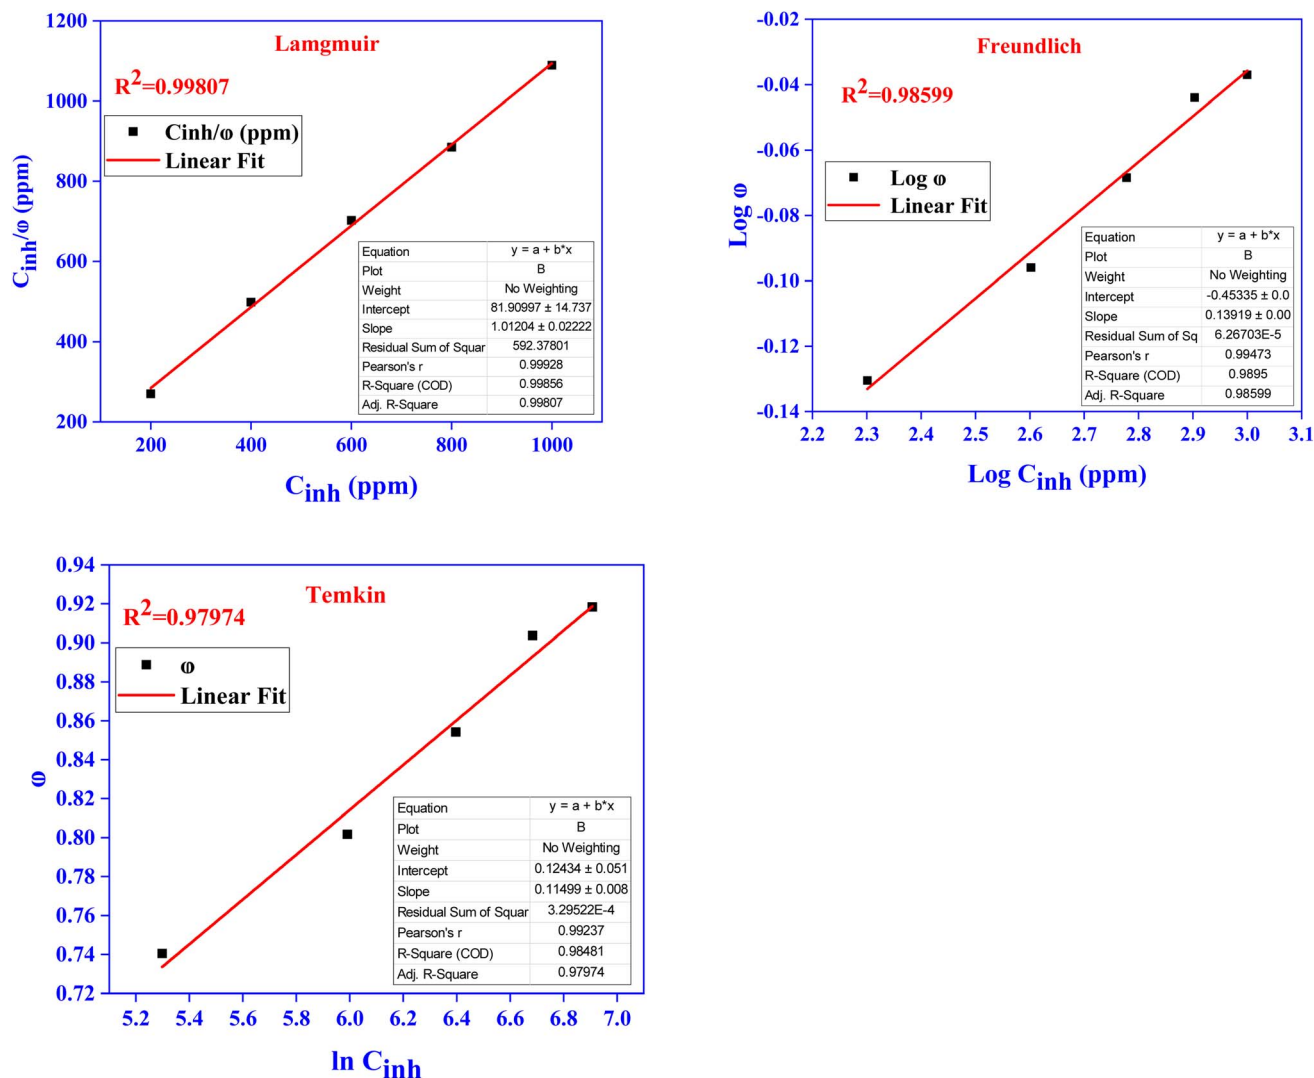 Lamgmuir
R²=0.99807
Cinh/φ (ppm)
Linear Fit
1200
1000
800
600
400
200
Cinh/φ (ppm)
Equation y = a + b*x
Plot B
Weight No Weighting
Intercept 81.90997 ± 14.737
Slope 1.01204 ± 0.02222
Residual Sum of Squar 592.37801
Pearson's r 0.99928
R-Square (COD) 0.99856
Adj. R-Square 0.99807
200 400 600 800 1000
Cinh (ppm)
Freundlich
R²=0.98599
Log φ
Linear Fit
-0.02
-0.04
-0.06
-0.08
-0.10
-0.12
-0.14
Log φ
Equation y = a + b*x
Plot B
Weight No Weighting
Intercept -0.45335 ± 0.0
Slope 0.13919 ± 0.00
Residual Sum of Sq 6.26703E-5
Pearson's r 0.99473
R-Square (COD) 0.9895
Adj. R-Square 0.98599
2.2 2.3 2.4 2.5 2.6 2.7 2.8 2.9 3.0 3.1
Log Cinh (ppm)
Temkin
R²=0.97974
φ
Linear Fit
0.94
0.92
0.90
0.88
0.86
0.84
0.82
0.80
0.78
0.76
0.74
0.72
φ
Equation y = a + b*x
Plot B
Weight No Weighting
Intercept 0.12434 ± 0.051
Slope 0.11499 ± 0.008
Residual Sum of Squar 3.29522E-4
Pearson's r 0.99237
R-Square (COD) 0.98481
Adj. R-Square 0.97974
5.2 5.4 5.6 5.8 6.0 6.2 6.4 6.6 6.8 7.0
ln Cinh